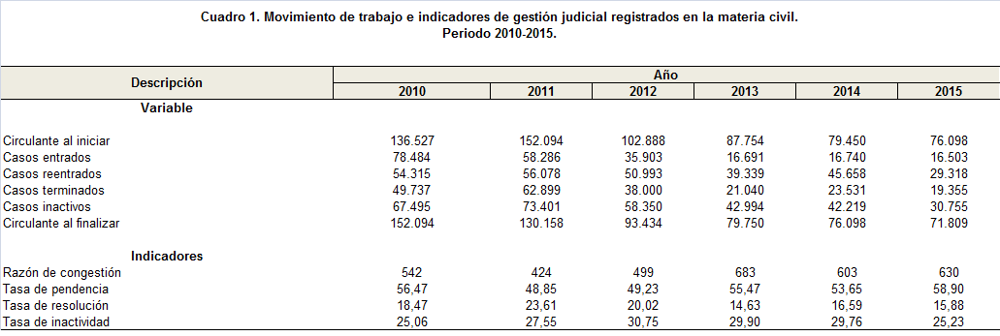 Cuadro 1. Movimiento de trabajo e indicadores de gestión judicial registrados en la materia civil.
Periodo 2010-2015.
Descripción Año
2010 2011 2012 2013 2014 2015
Variable
Circulante al iniciar 136.527 152.094 102.888 87.754 79.450 76.098
Casos entrados 78.484 58.286 35.903 16.691 16.740 16.503
Casos reentrados 54.315 56.078 50.993 39.339 45.658 29.318
Casos terminados 49.737 62.899 38.000 21.040 23.531 19.355
Casos inactivos 67.495 73.401 58.350 42.994 42.219 30.755
Circulante al finalizar 152.094 130.158 93.434 79.750 76.098 71.809
Indicadores
Razón de congestión 542 424 499 683 603 630
Tasa de pendencia 56,47 48,85 49,23 55,47 53,65 58,90
Tasa de resolución 18,47 23,61 20,02 14,63 16,59 15,88
Tasa de inactividad 25,06 27,55 30,75 29,90 29,76 25,23